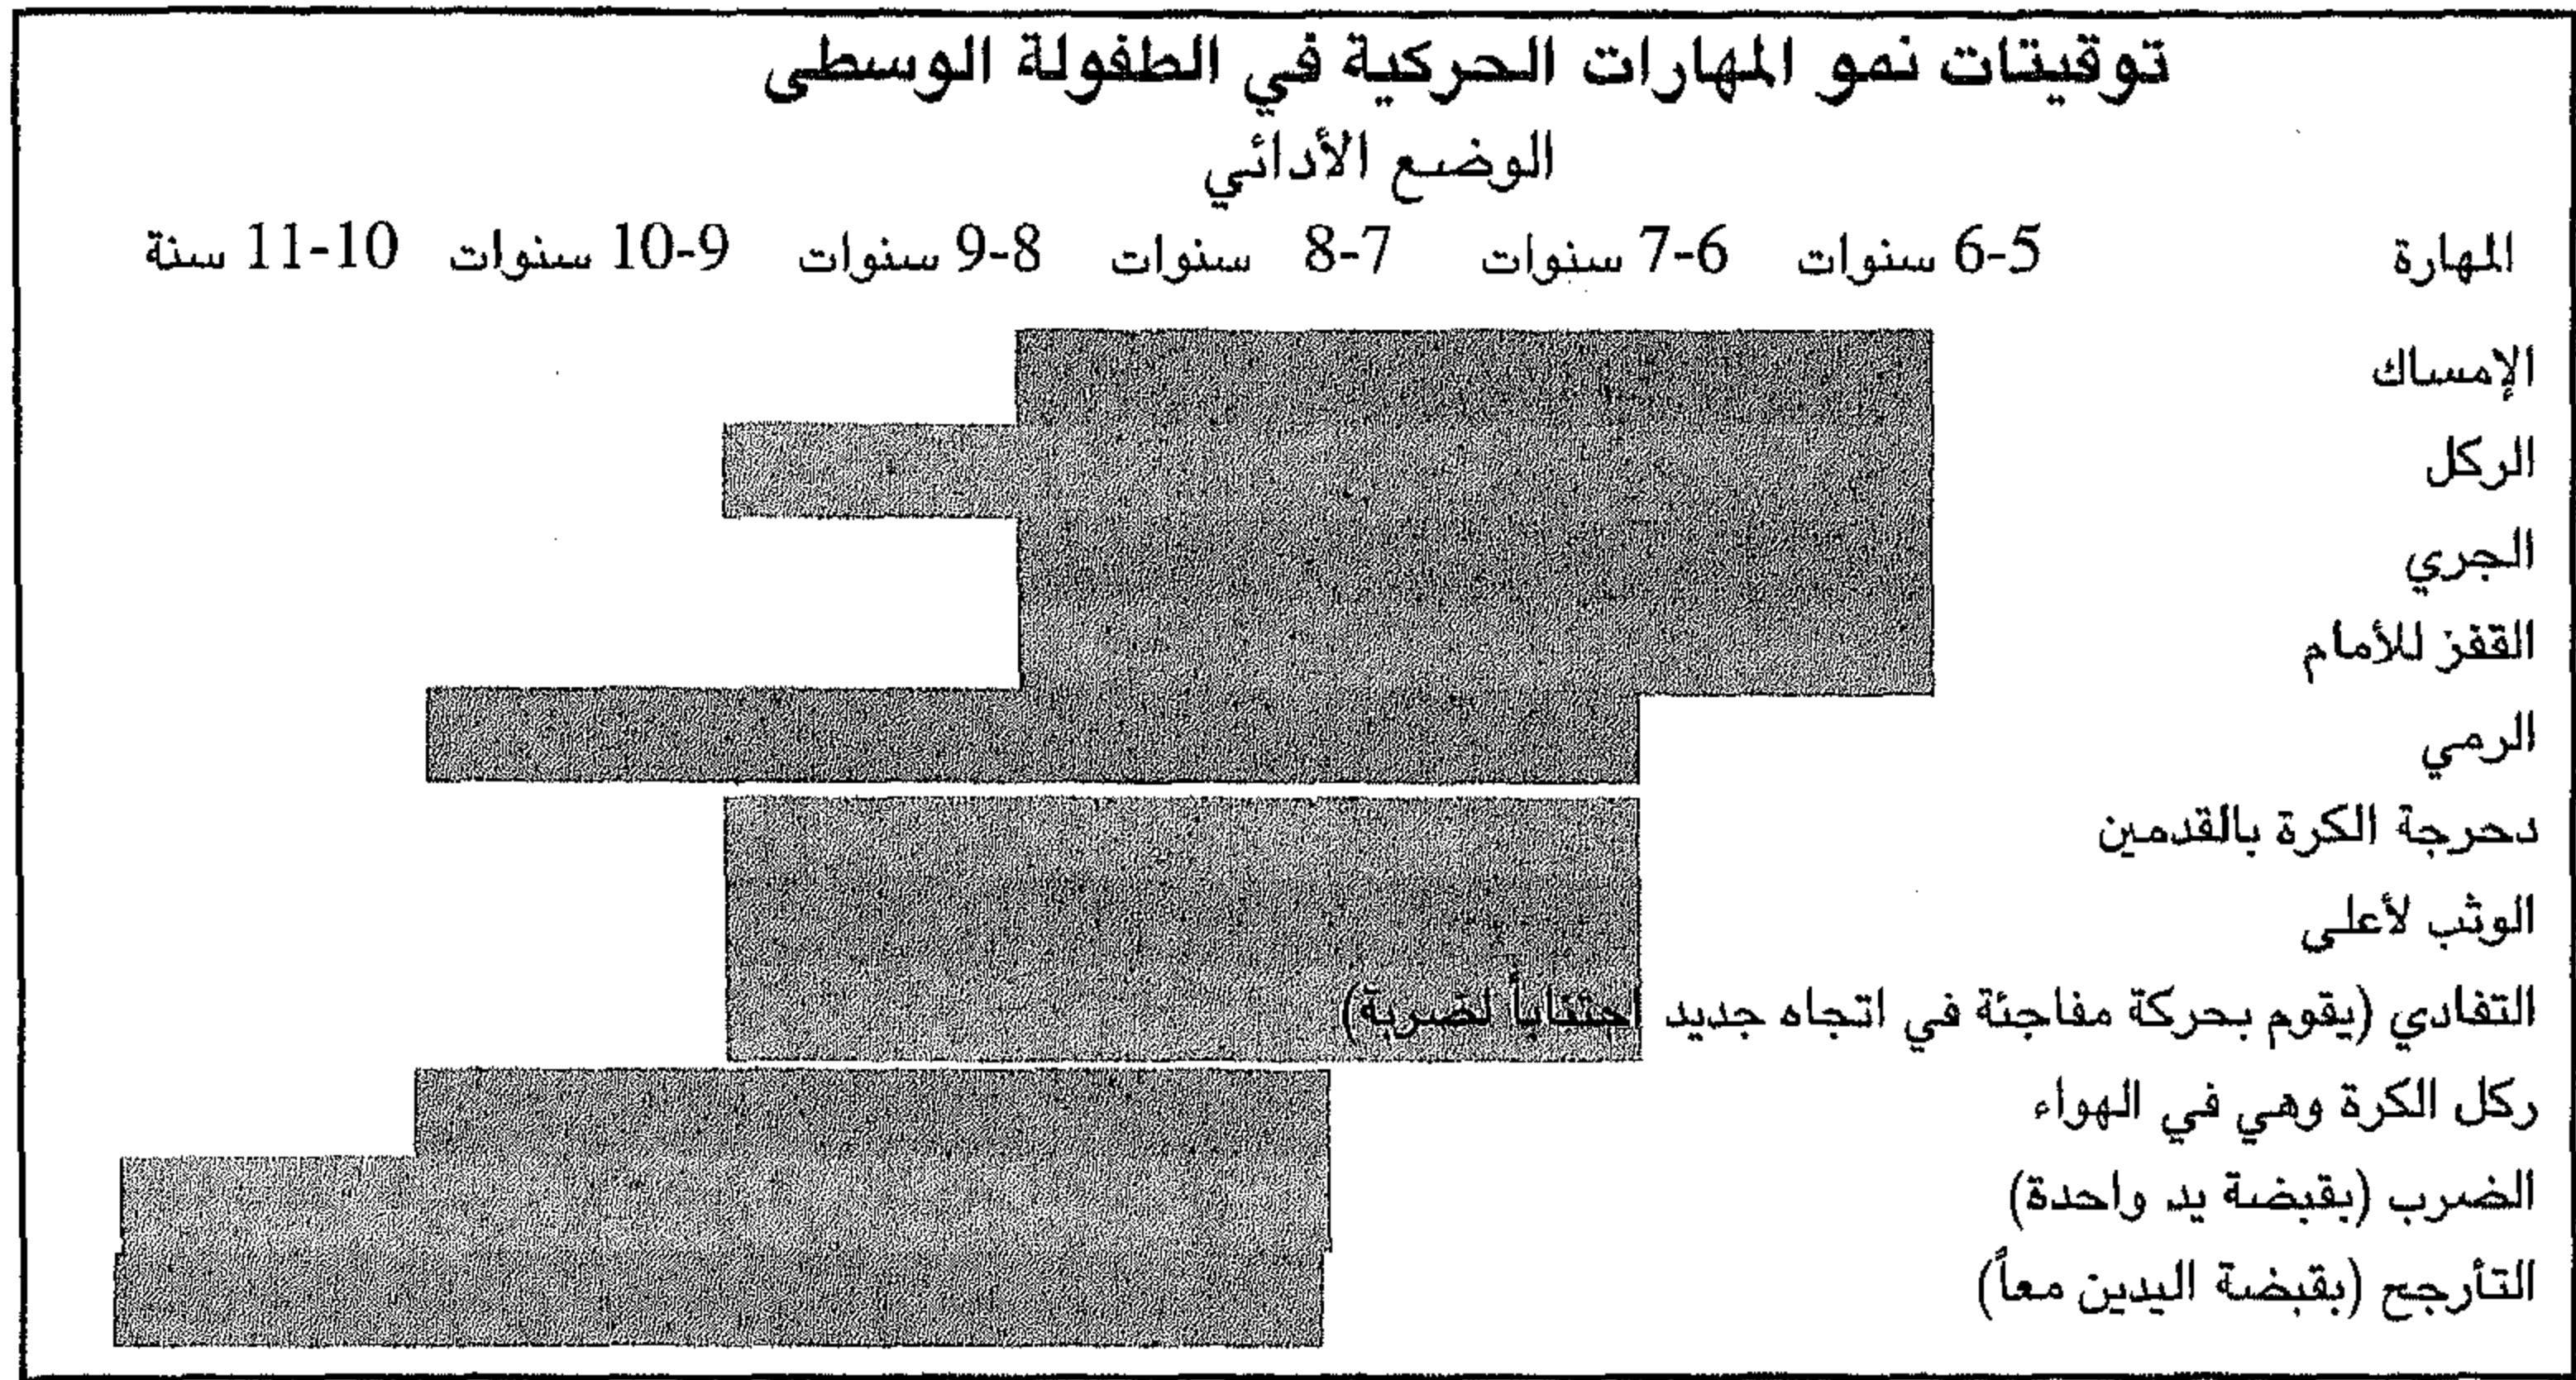 توقيتات نمو المهارات الحركية في الطفولة الوسطى
الوضع الأدائي
المهارة 5-6 سنوات 6-7 سنوات 7-8 سنوات 8-9 سنوات 9-10 سنوات 10-11 سنة
الإمساك
الركل
الجري
القفز للأمام
الرمي
دحرجة الكرة بالقدمين
الوثب لأعلى
التفادي (يقوم بحركة مفاجئة في اتجاه جديد اجتناباً لضربة)
ركل الكرة وهي في الهواء
الضرب (بقبضة يد واحدة)
التأرجح (بقبضة اليدين معاً)